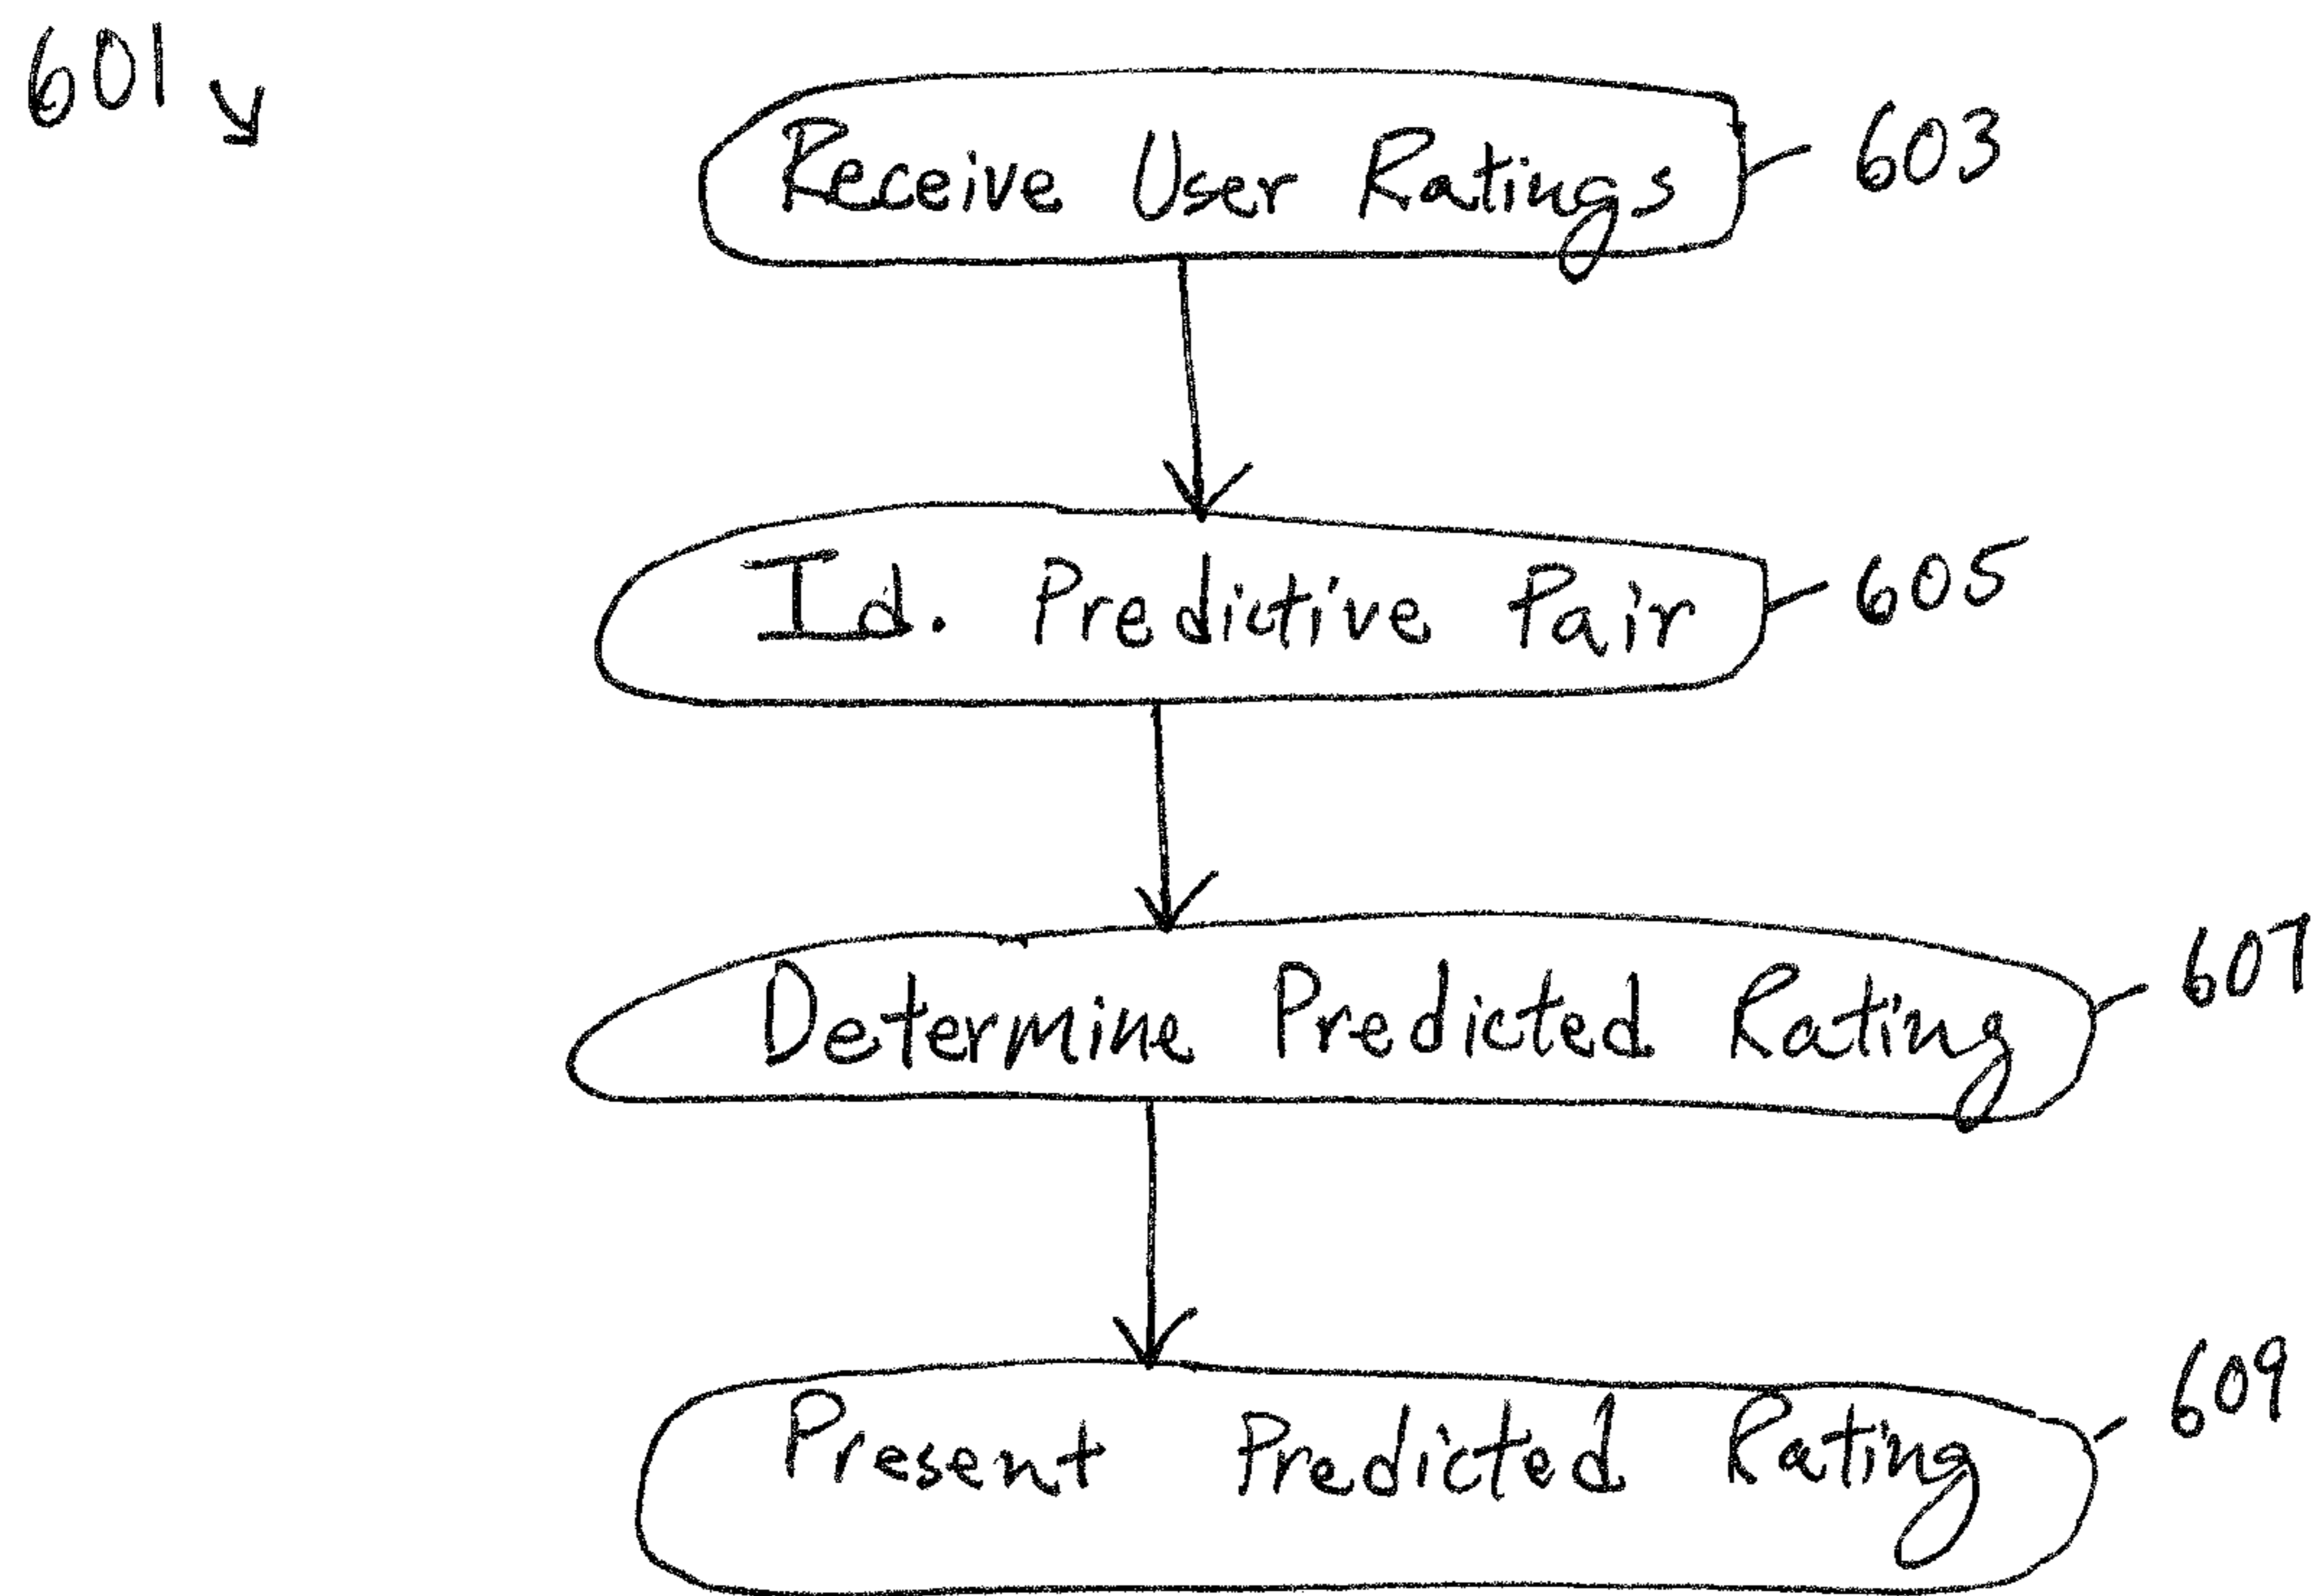 601
Receive User Ratings 603
Id. Predictive Pair 605
Determine Predicted Rating 607
Present Predicted Rating 609